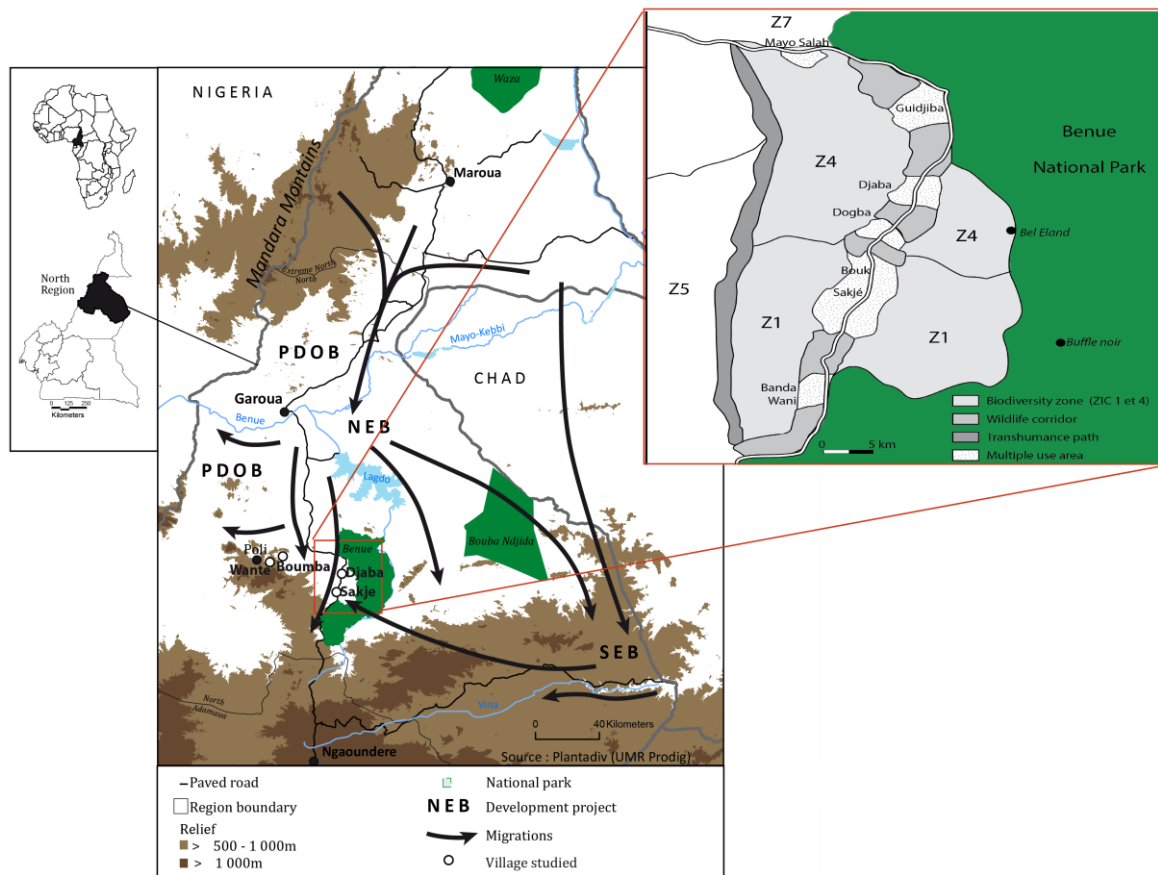 North
Region
0 125 250
Kilometers
NIGERIA
Waza
Maroua
Mandara Montains
Extreme North
North
PDOB
Mayo-Kebbi
CHAD
Garoua
Benue
NEB
PDOB
Lagdo
Bouba Ndjida
Poli
Wante
Boumba
Benue
Djaba
Sakje
SEB
North
Adamawa
Vina
0 40 Kilometers
Ngaoundere
Source : Plantadiv (UMR Prodig)
Paved road
Region boundary
Relief
> 500 - 1 000m
> 1 000m
National park
NEB Development project
Migrations
Village studied
Z7
Mayo Salah
Guidjiba
Benue
National Park
Z4
Djaba
Dogba
Z4
Bel Eland
Bouk
Sakjé
Z5
Z1
Z1
Buffle noir
Banda
Wani
0 5 km
Biodiversity zone (ZIC 1 et 4)
Wildlife corridor
Transhumance path
Multiple use area